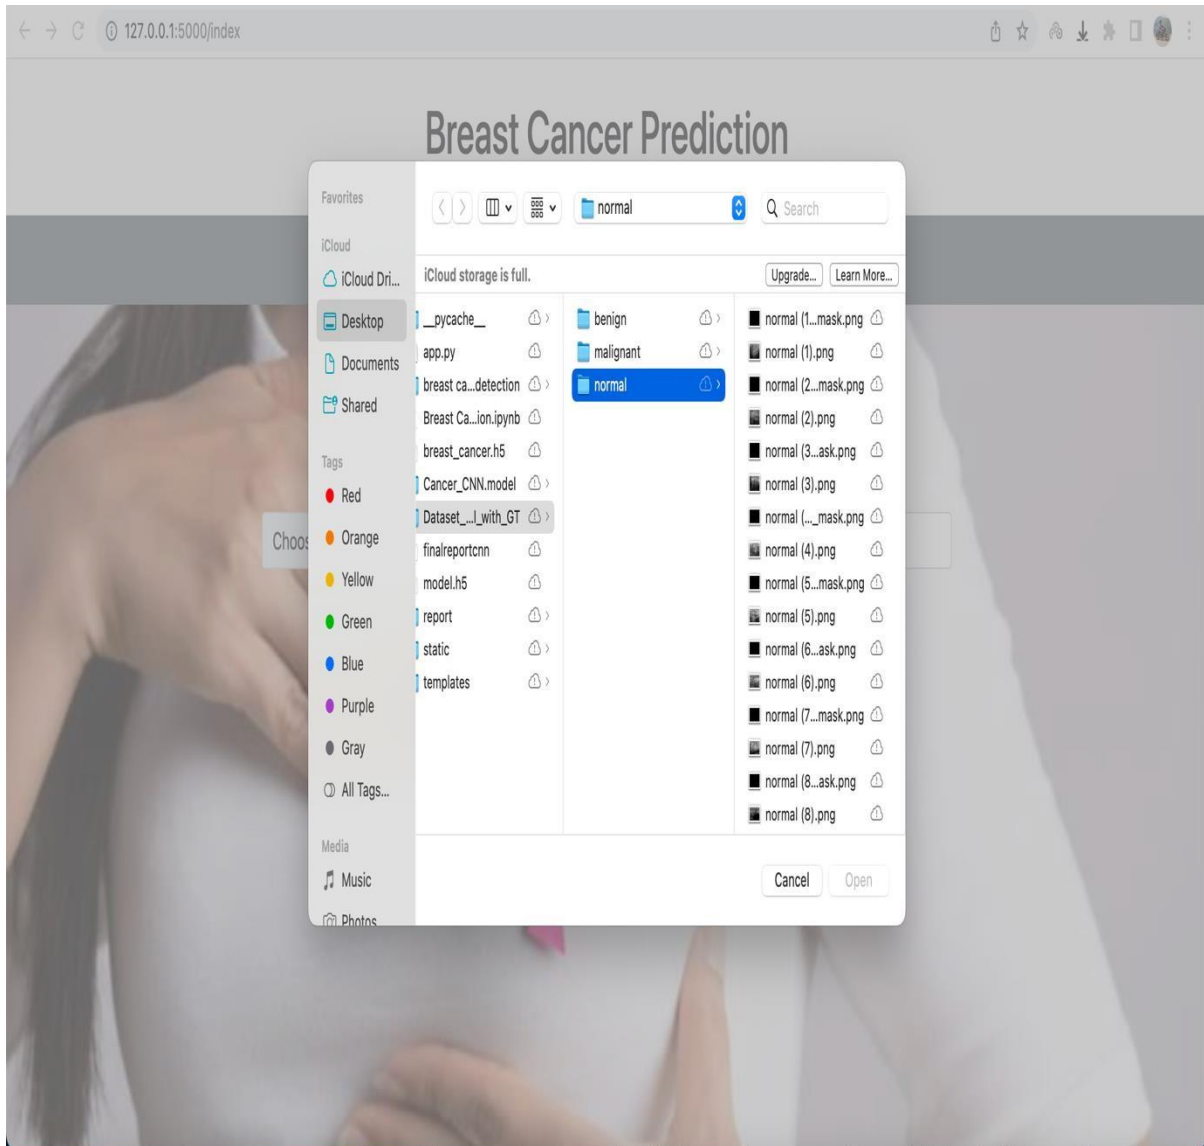 127.0.0.1:5000/index
Breast Cancer Prediction
Favorites
normal
Search
iCloud
iCloud Dri...
iCloud storage is full.
Upgrade...
Learn More...
Desktop
Documents
Shared
Tags
Red
Orange
Yellow
Green
Blue
Purple
Gray
All Tags...
Media
Music
Photos
__pycache__
app.py
breast ca...detection
Breast Ca...ion.ipynb
breast_cancer.h5
Cancer_CNN.model
Dataset_...I_with_GT
finalreportcnn
model.h5
report
static
templates
benign
malignant
normal
normal (1...mask.png
normal (1).png
normal (2...mask.png
normal (2).png
normal (3...ask.png
normal (3).png
normal (..._mask.png
normal (4).png
normal (5...mask.png
normal (5).png
normal (6...ask.png
normal (6).png
normal (7...mask.png
normal (7).png
normal (8...ask.png
normal (8).png
Choos
Cancel
Open